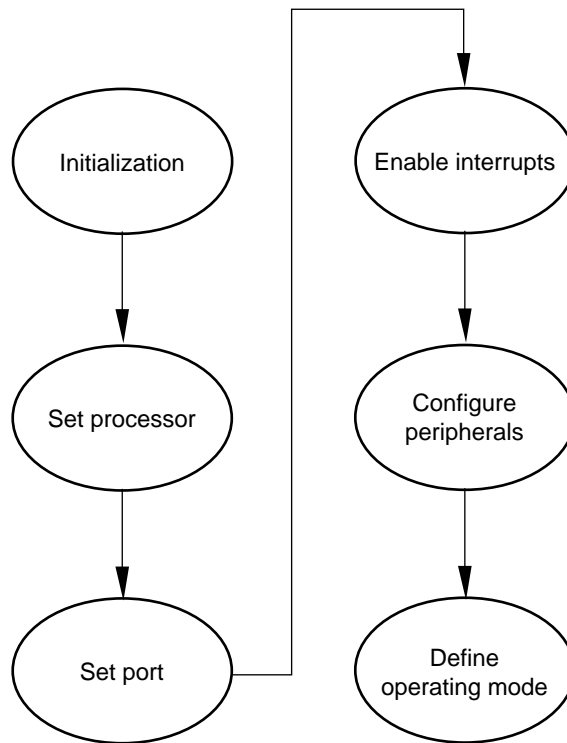 Initialization
Set processor
Set port
Enable interrupts
Configure
peripherals
Define
operating mode